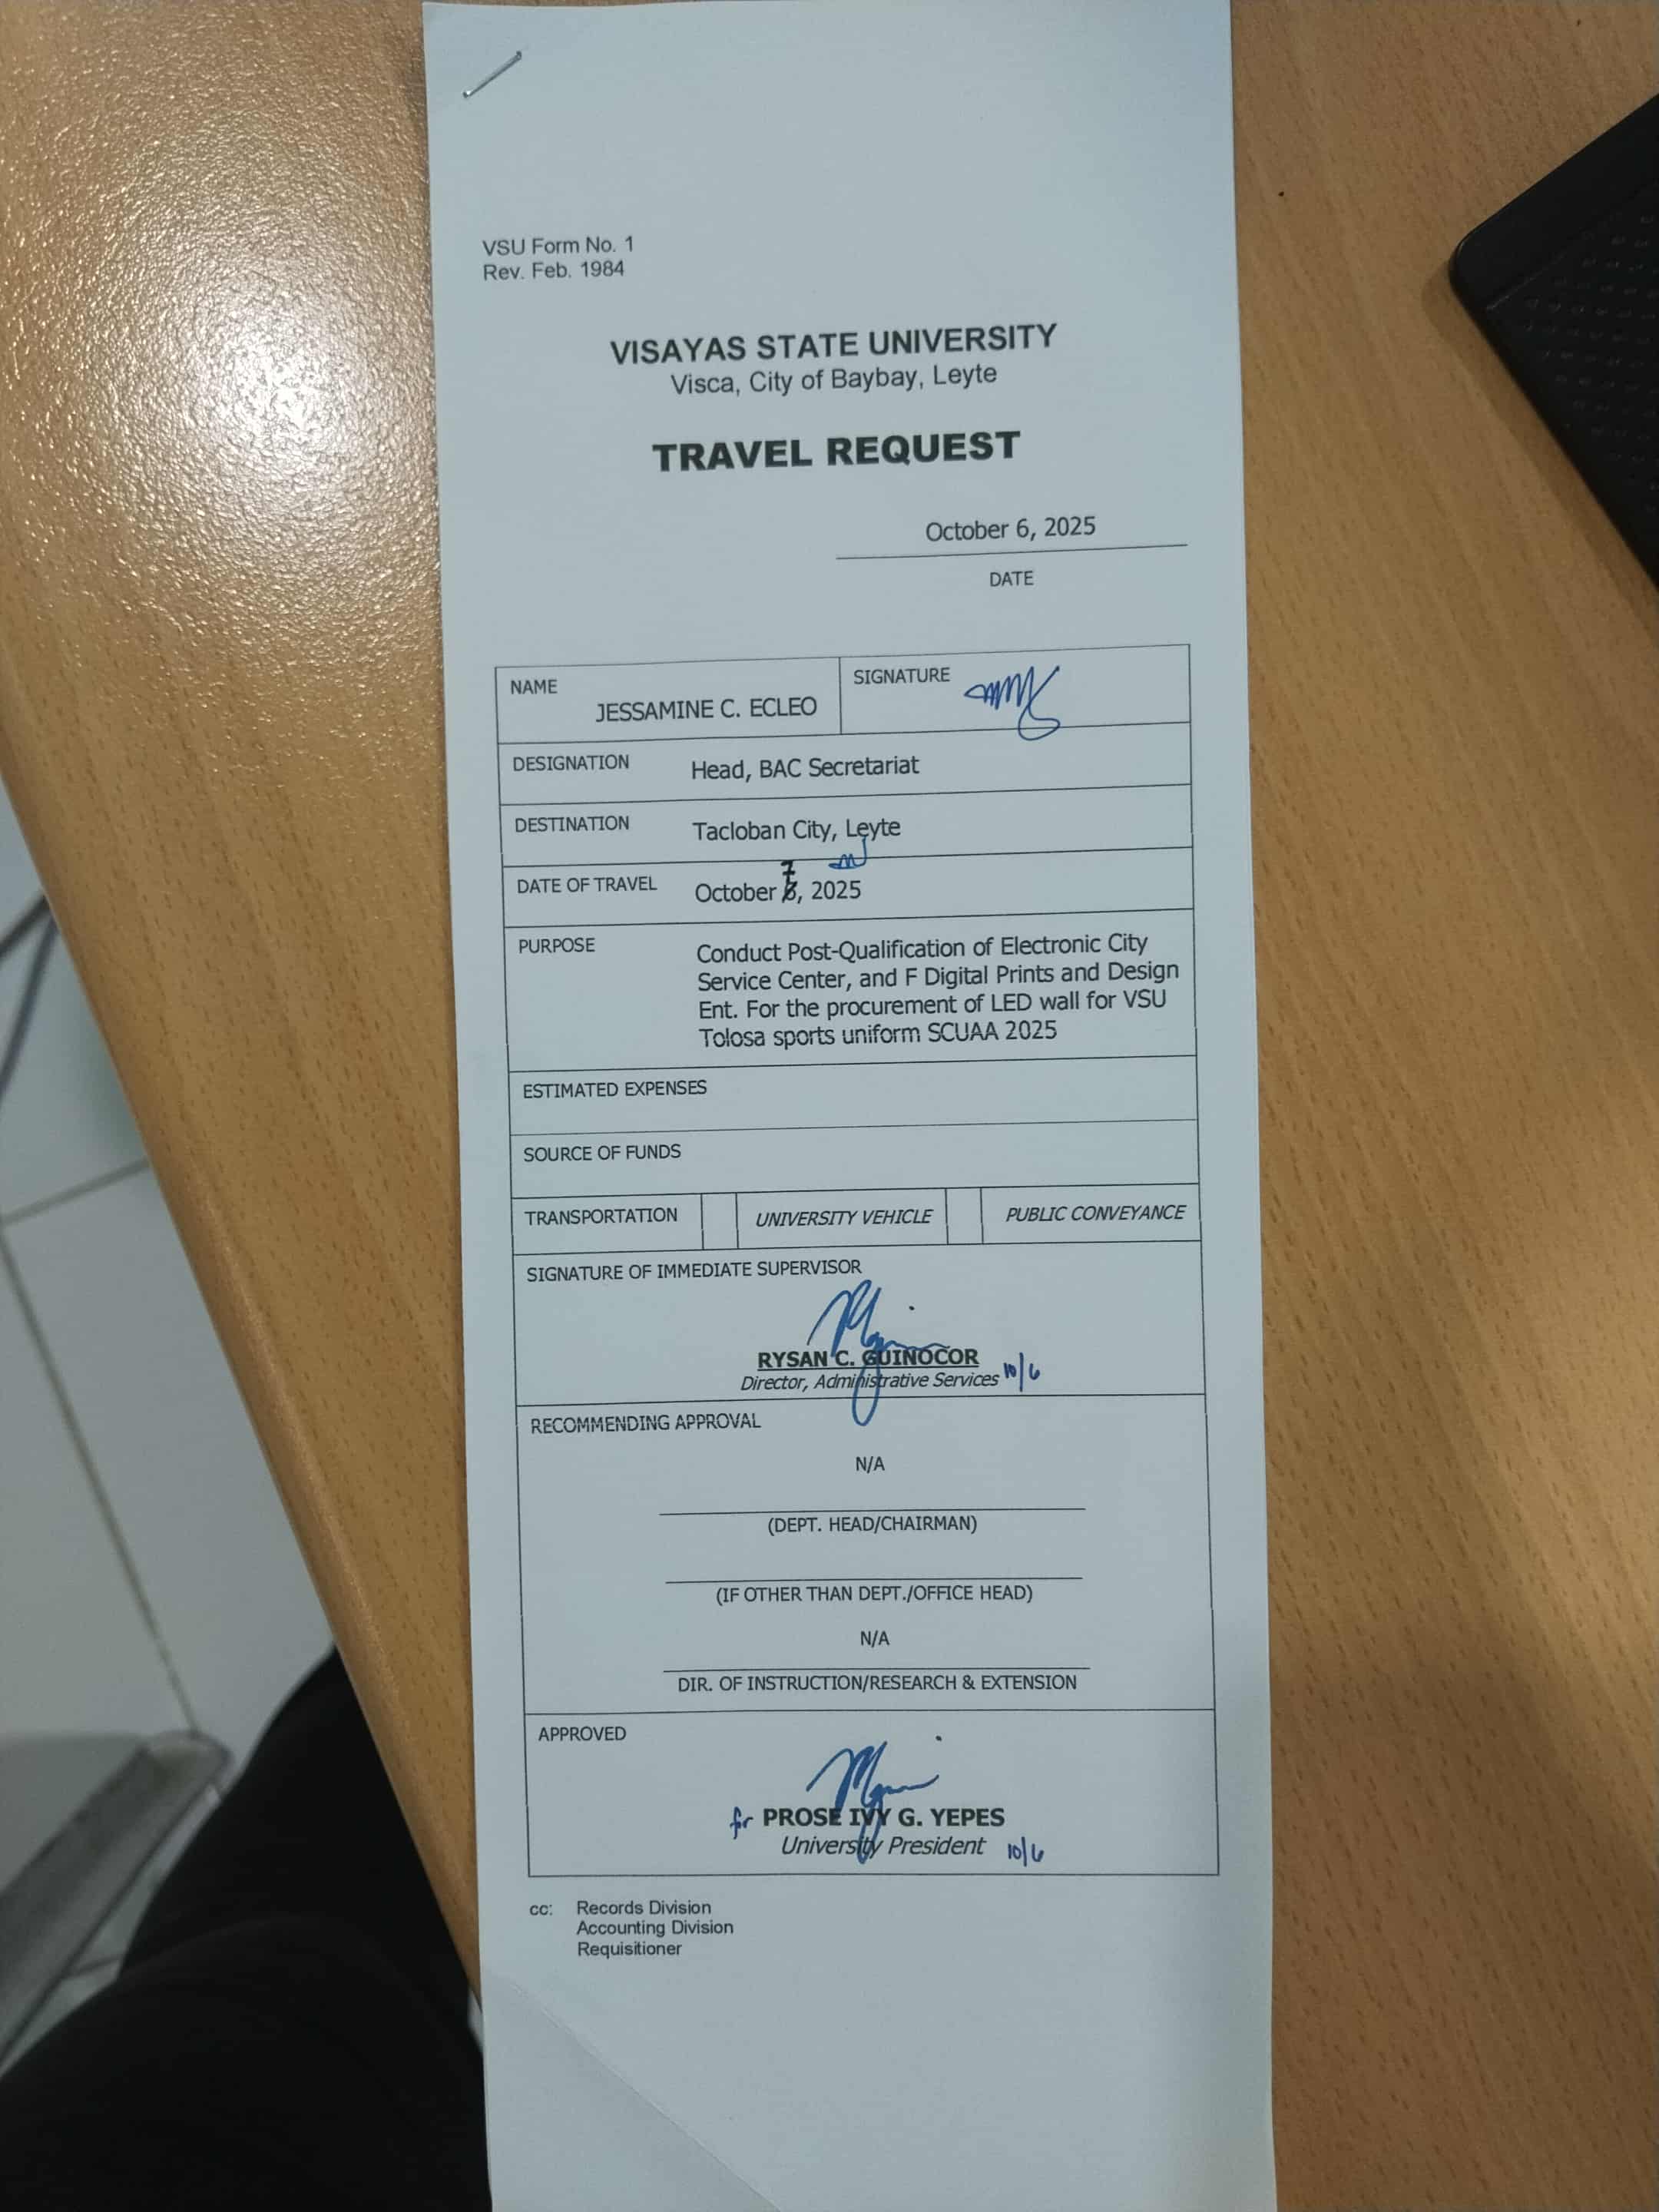 VSU Form No. 1
Rev. Feb. 1984
VISAYAS STATE UNIVERSITY
Visca, City of Baybay, Leyte
TRAVEL REQUEST
October 6, 2025
DATE
NAME
JESSAMINE C. ECLEO
SIGNATURE
DESIGNATION Head, BAC Secretariat
DESTINATION Tacloban City, Leyte
7
DATE OF TRAVEL October , 2025
PURPOSE Conduct Post-Qualification of Electronic City
Service Center, and F Digital Prints and Design
Ent. For the procurement of LED wall for VSU
Tolosa sports uniform SCUAA 2025
ESTIMATED EXPENSES
SOURCE OF FUNDS
TRANSPORTATION UNIVERSITY VEHICLE PUBLIC CONVEYANCE
SIGNATURE OF IMMEDIATE SUPERVISOR
RYSAN C. GUINOCOR
Director, Administrative Services 10/6
RECOMMENDING APPROVAL
N/A
(DEPT. HEAD/CHAIRMAN)
(IF OTHER THAN DEPT./OFFICE HEAD)
N/A
DIR. OF INSTRUCTION/RESEARCH & EXTENSION
APPROVED
for PROSE IVY G. YEPES
University President 10/6
cc: Records Division
Accounting Division
Requisitioner